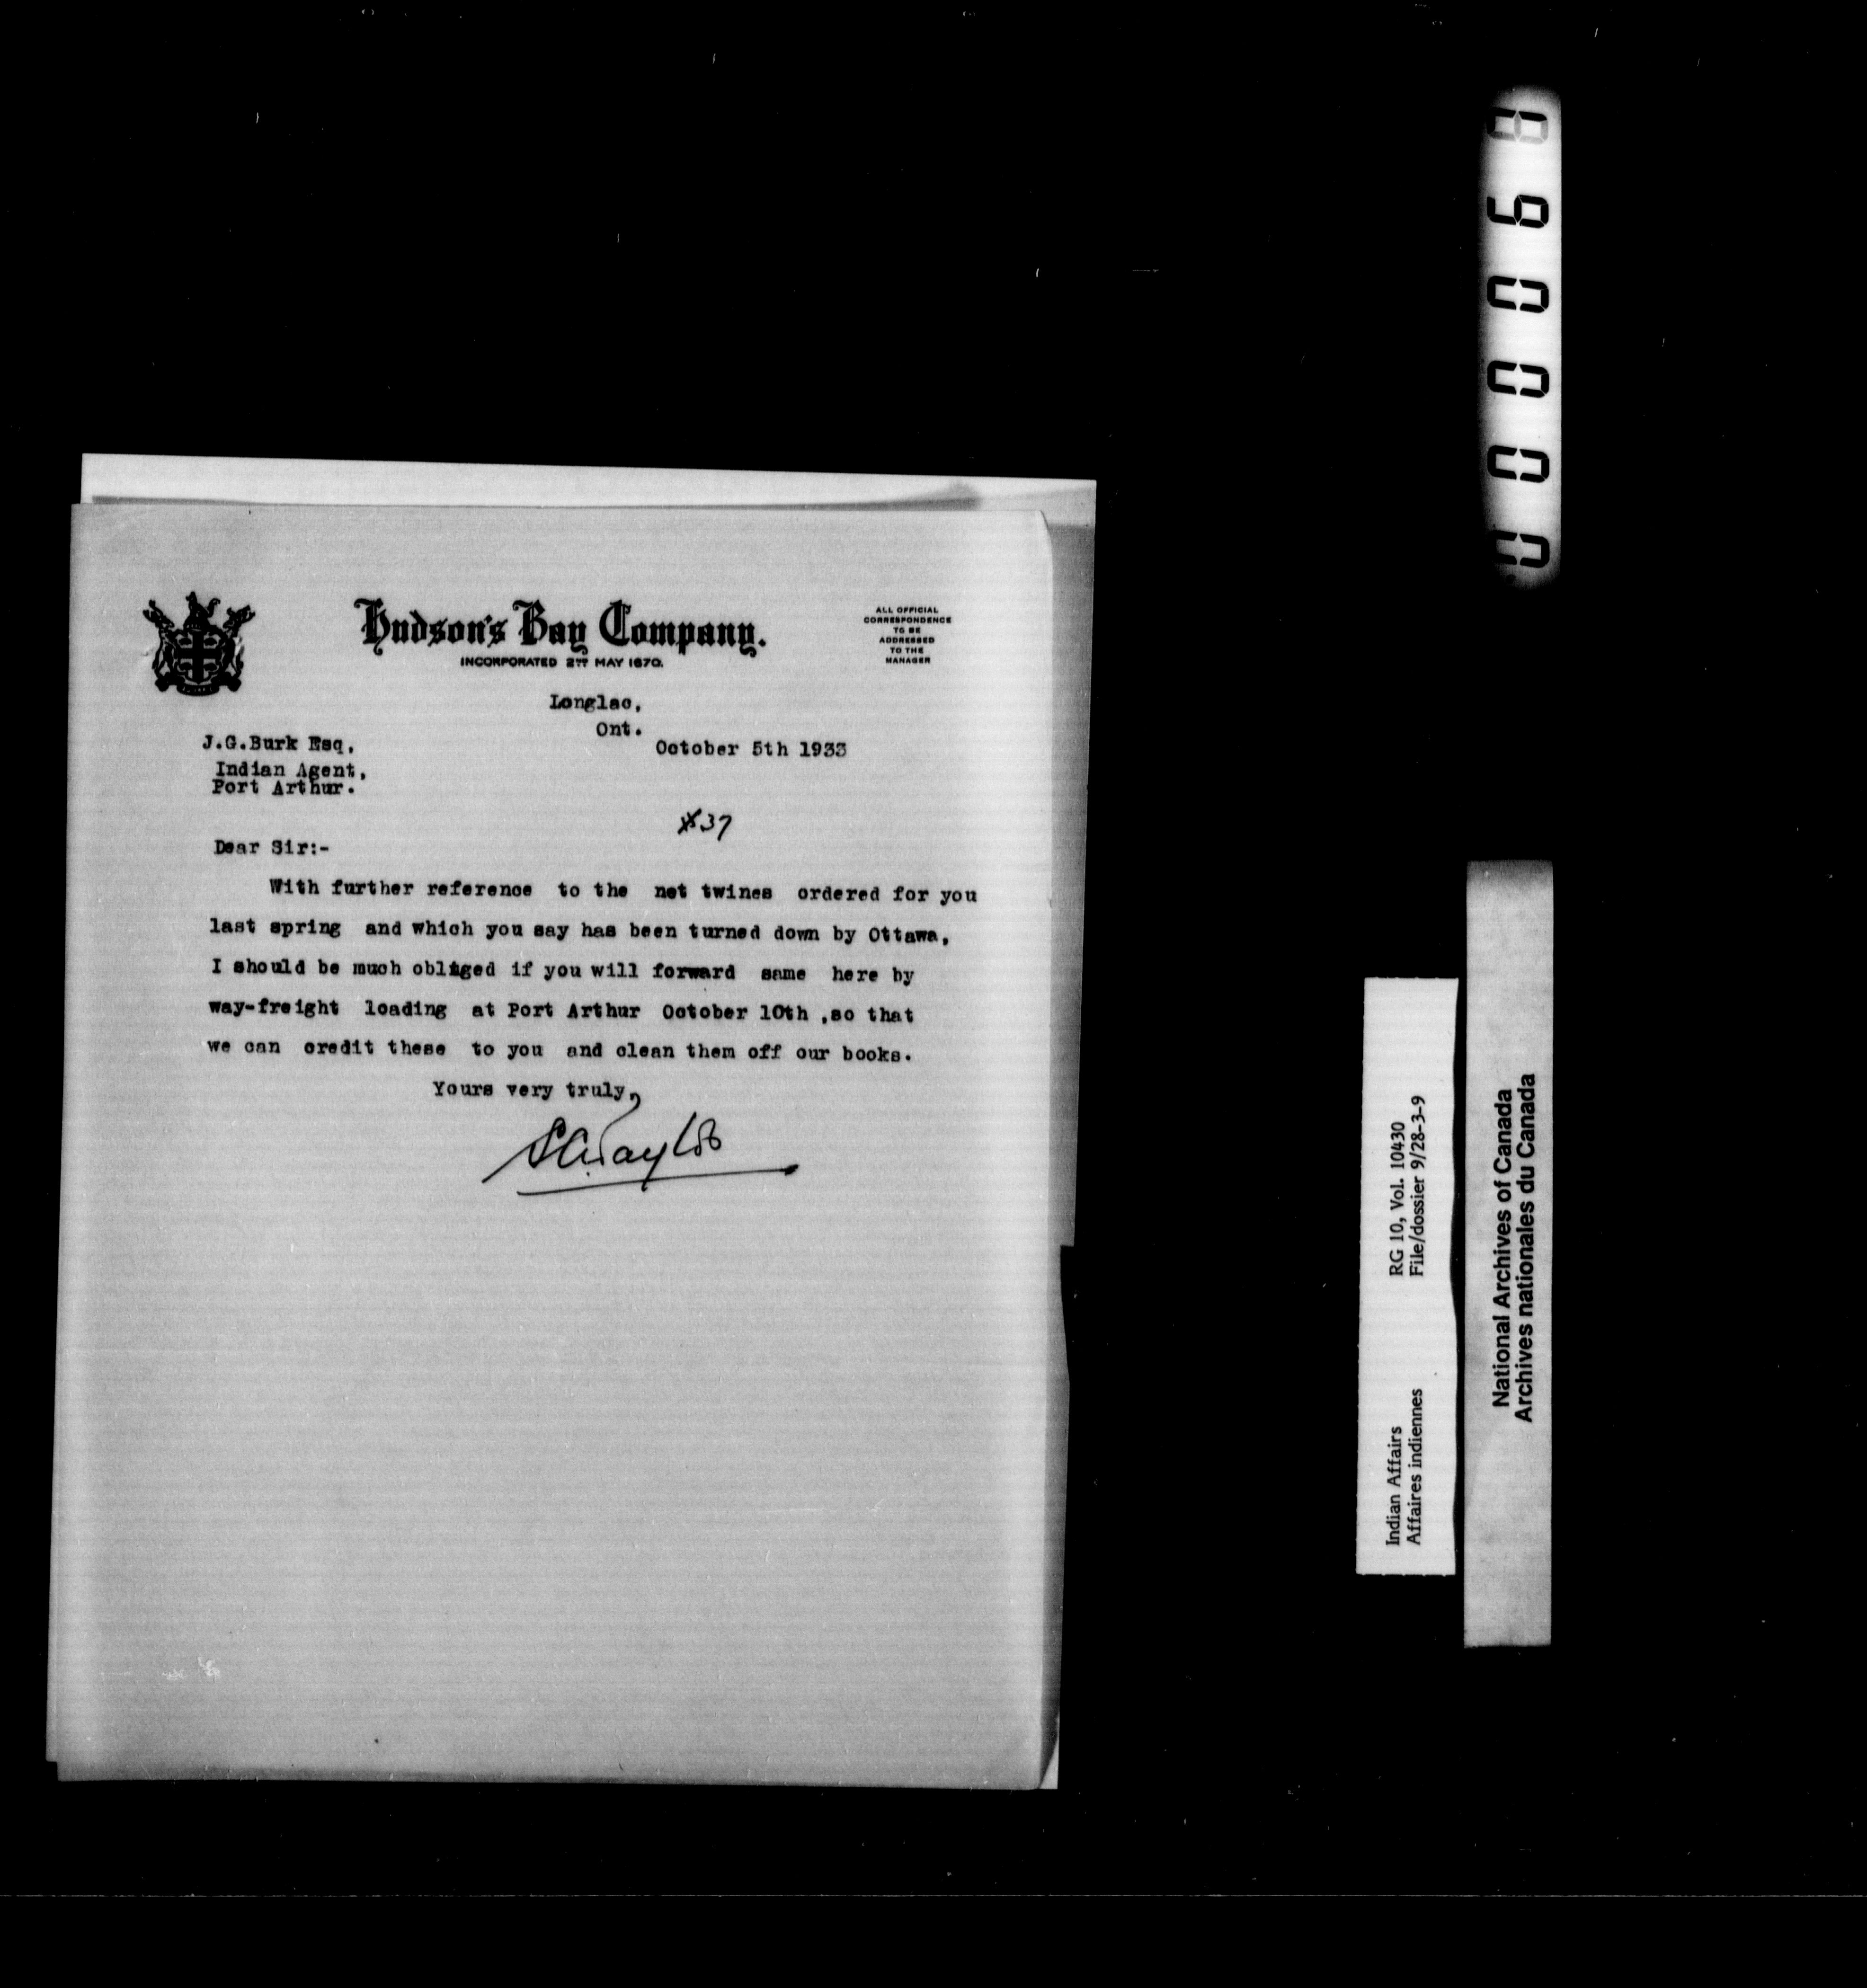 Hudson's Bay Company.
INCORPORATED 2ND MAY 1670.
ALL OFFICIAL
CORRESPONDENCE
TO BE
ADDRESSED
TO THE
MANAGER
Longlac,
Ont.
October 5th 1933
J.G.Burk Esq,
Indian Agent,
Port Arthur.
37
Dear Sir:-
With further reference to the net twines ordered for you
last spring and which you say has been turned down by Ottawa,
I should be much obliged if you will forward same here by
way-freight loading at Port Arthur October 10th ,so that
we can credit these to you and clean them off our books.
Yours very truly,
Indian Affairs
Affaires indiennes
RG 10, Vol. 10430
File/dossier 9/28-3-9
National Archives of Canada
Archives nationales du Canada